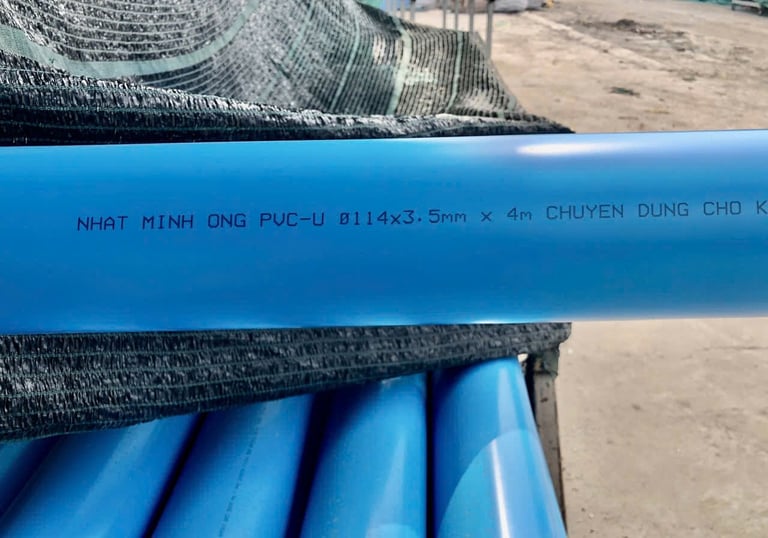 NHAT MINH ONG PVC-U Ø114x3.5mm x 4m CHUYEN DUNG CHO K